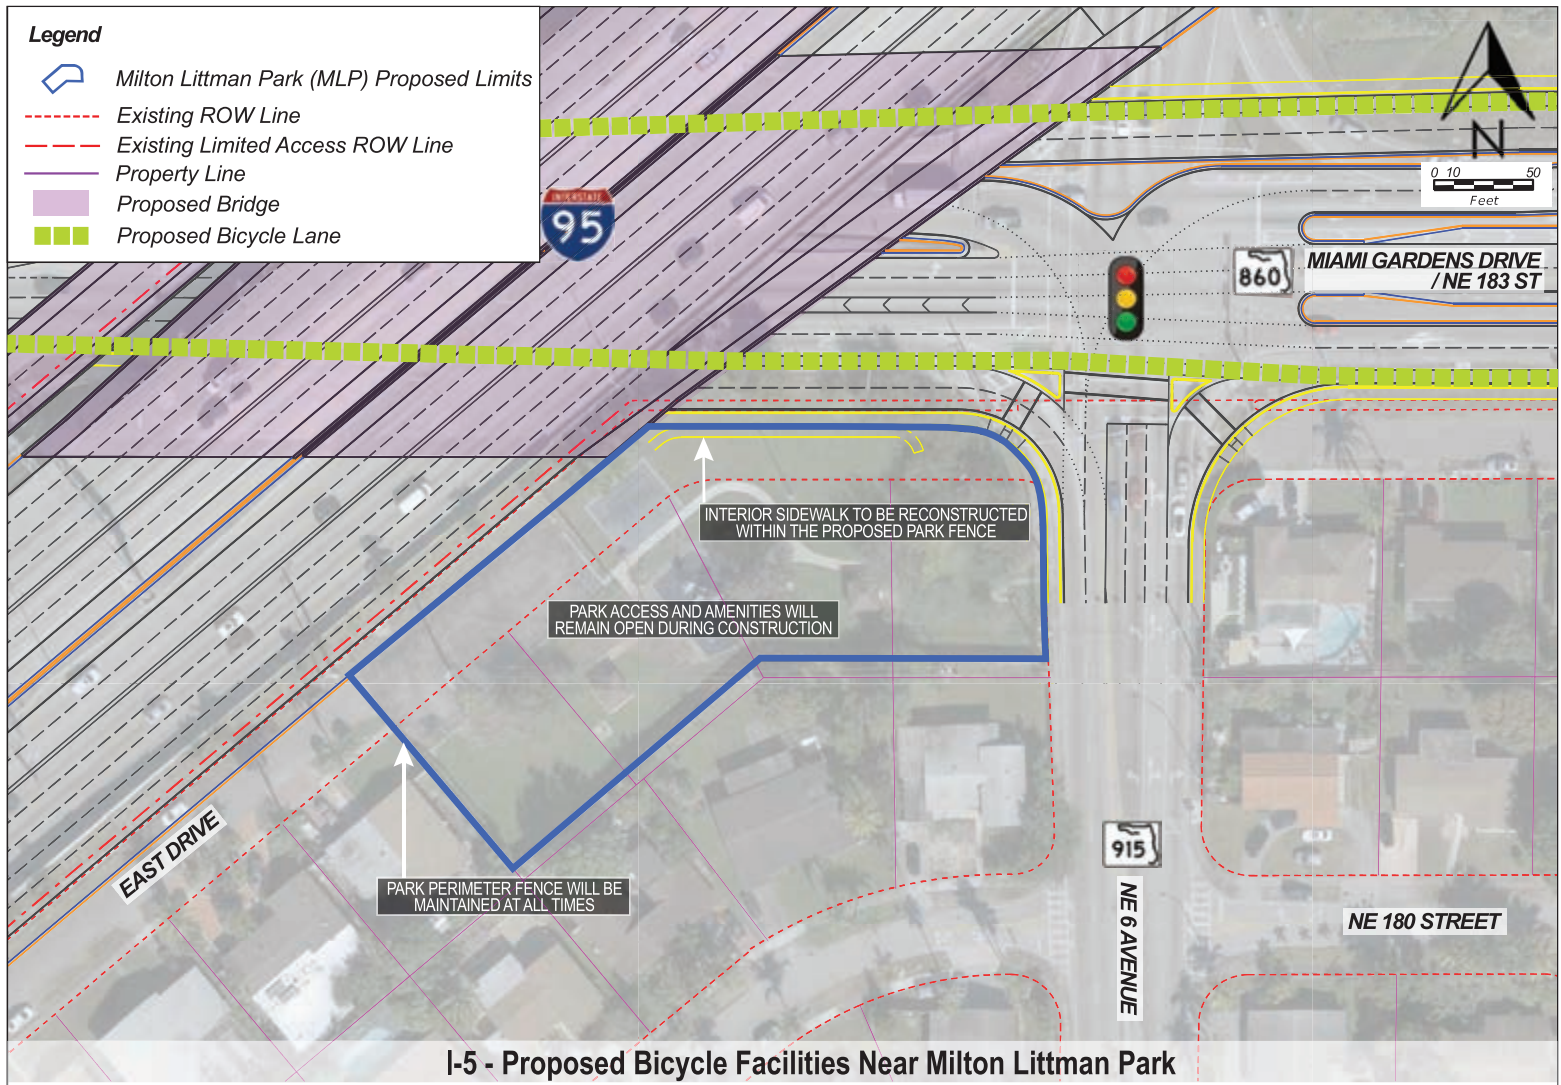 Legend
Milton Littman Park (MLP) Proposed Limits
Existing ROW Line
Existing Limited Access ROW Line
Property Line
Proposed Bridge
Proposed Bicycle Lane
INTERSTATE
95
N
0 10 50
Feet
860
MIAMI GARDENS DRIVE
/ NE 183 ST
INTERIOR SIDEWALK TO BE RECONSTRUCTED
WITHIN THE PROPOSED PARK FENCE
PARK ACCESS AND AMENITIES WILL
REMAIN OPEN DURING CONSTRUCTION
EAST DRIVE
PARK PERIMETER FENCE WILL BE
MAINTAINED AT ALL TIMES
915
NE 6 AVENUE
NE 180 STREET
I-5 - Proposed Bicycle Facilities Near Milton Littman Park